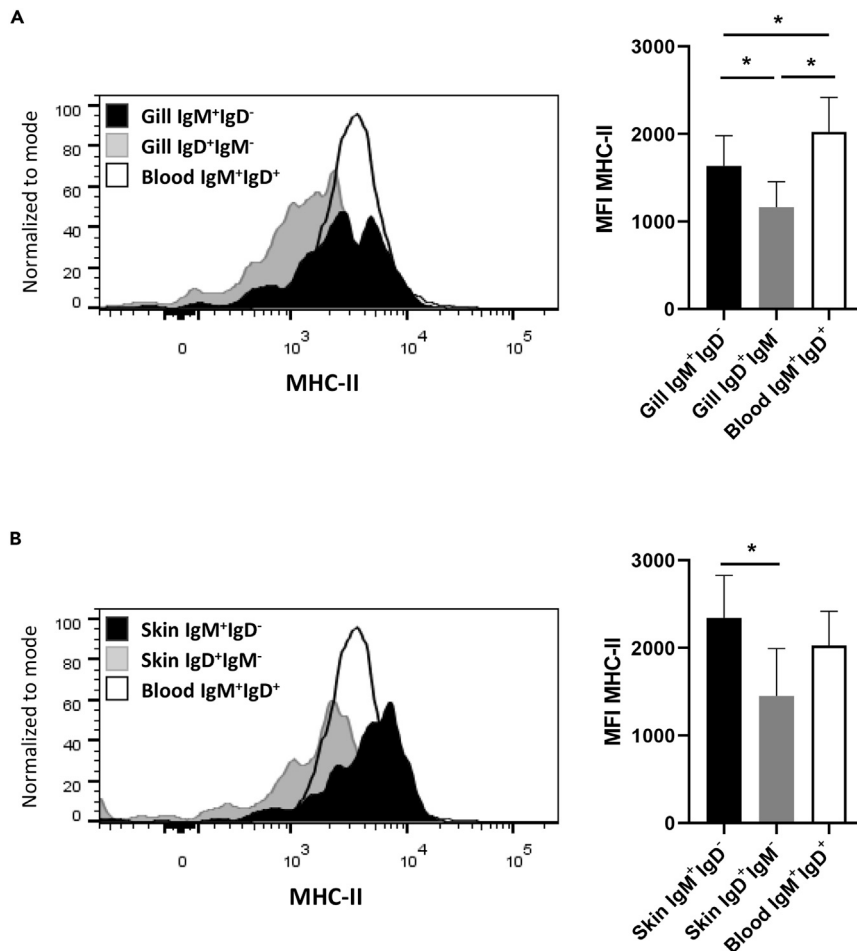 A
Normalized to mode
100
80
60
40
20
0
Gill IgM⁺IgD⁻
Gill IgD⁺IgM⁻
Blood IgM⁺IgD⁺
0
10³
10⁴
10⁵
MHC-II
MFI MHC-II
3000
2000
1000
0
*
*
*
Gill IgM⁺IgD⁻
Gill IgD⁺IgM⁻
Blood IgM⁺IgD⁺
B
Normalized to mode
100
80
60
40
20
0
Skin IgM⁺IgD⁻
Skin IgD⁺IgM⁻
Blood IgM⁺IgD⁺
0
10³
10⁴
10⁵
MHC-II
MFI MHC-II
3000
2000
1000
0
*
Skin IgM⁺IgD⁻
Skin IgD⁺IgM⁻
Blood IgM⁺IgD⁺